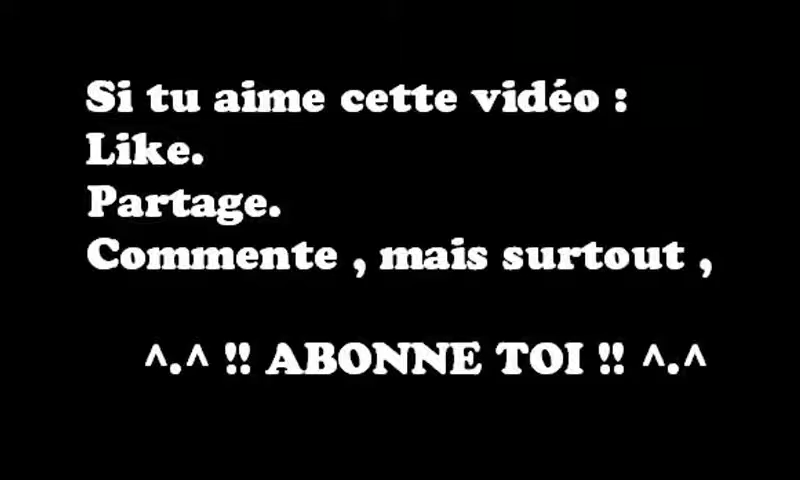 Si tu aime cette vidéo :
Like.
Partage.
Commente , mais surtout ,
^.^ !! ABONNE TOI !! ^.^